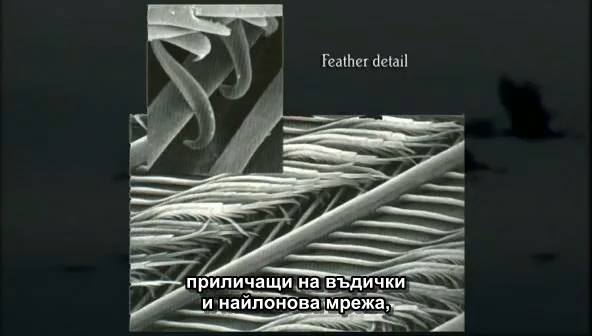 Feather detail
приличащи на въдички
и найлонова мрежа,